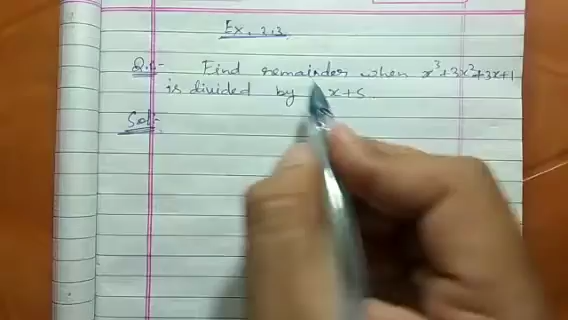 Ex. 2.3
Q.1:- Find remainder when x³+3x²+3x+1
is divided by x+5
Sol:-